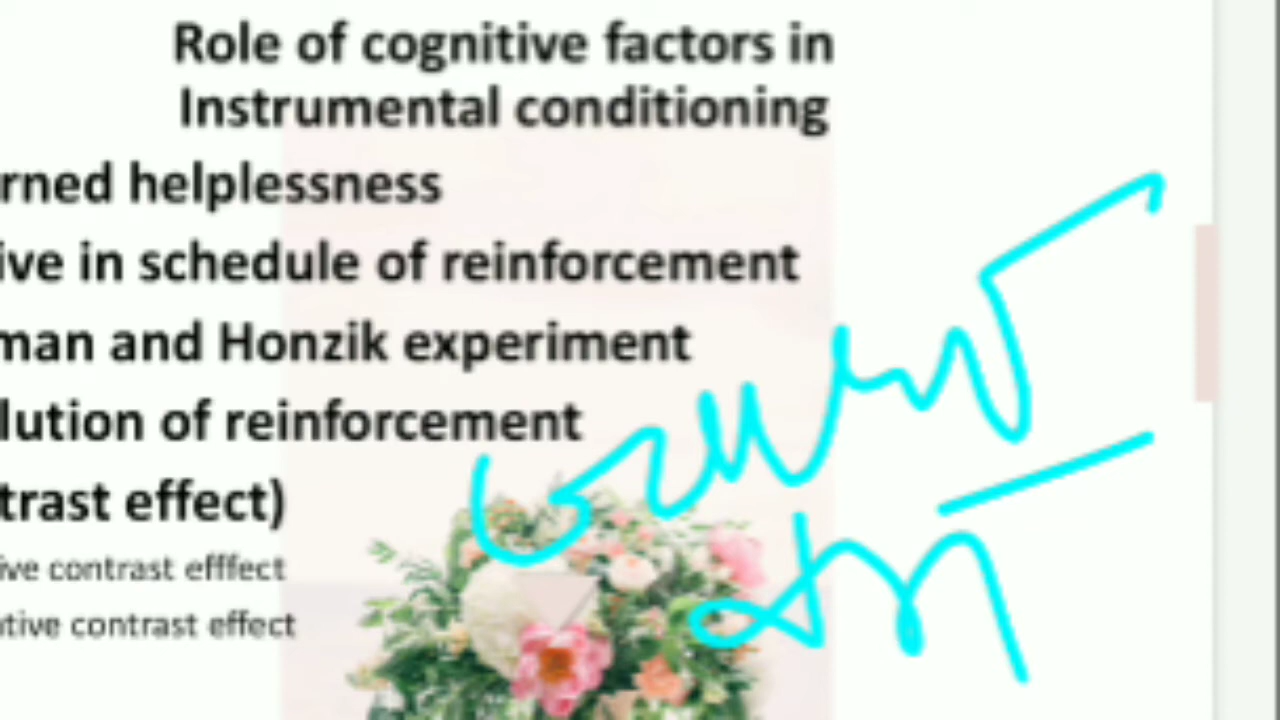 Role of cognitive factors in
Instrumental conditioning
rned helplessness
ive in schedule of reinforcement
man and Honzik experiment
lution of reinforcement
trast effect)
ive contrast efffect
ative contrast effect